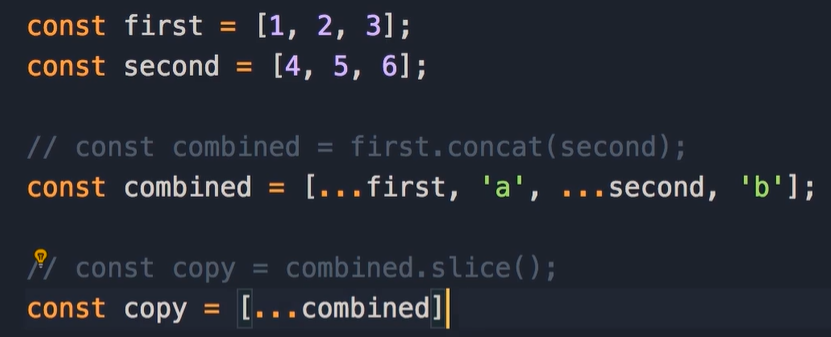 const first = [1, 2, 3];
const second = [4, 5, 6];
// const combined = first.concat(second);
const combined = [...first, 'a', ...second, 'b'];
// const copy = combined.slice();
const copy = [...combined]